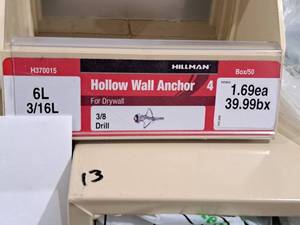 HILLMAN
H370015
Hollow Wall Anchor 4
Box/50
6L
3/16L
For Drywall
3/8
Drill
1.69ea
39.99bx
13